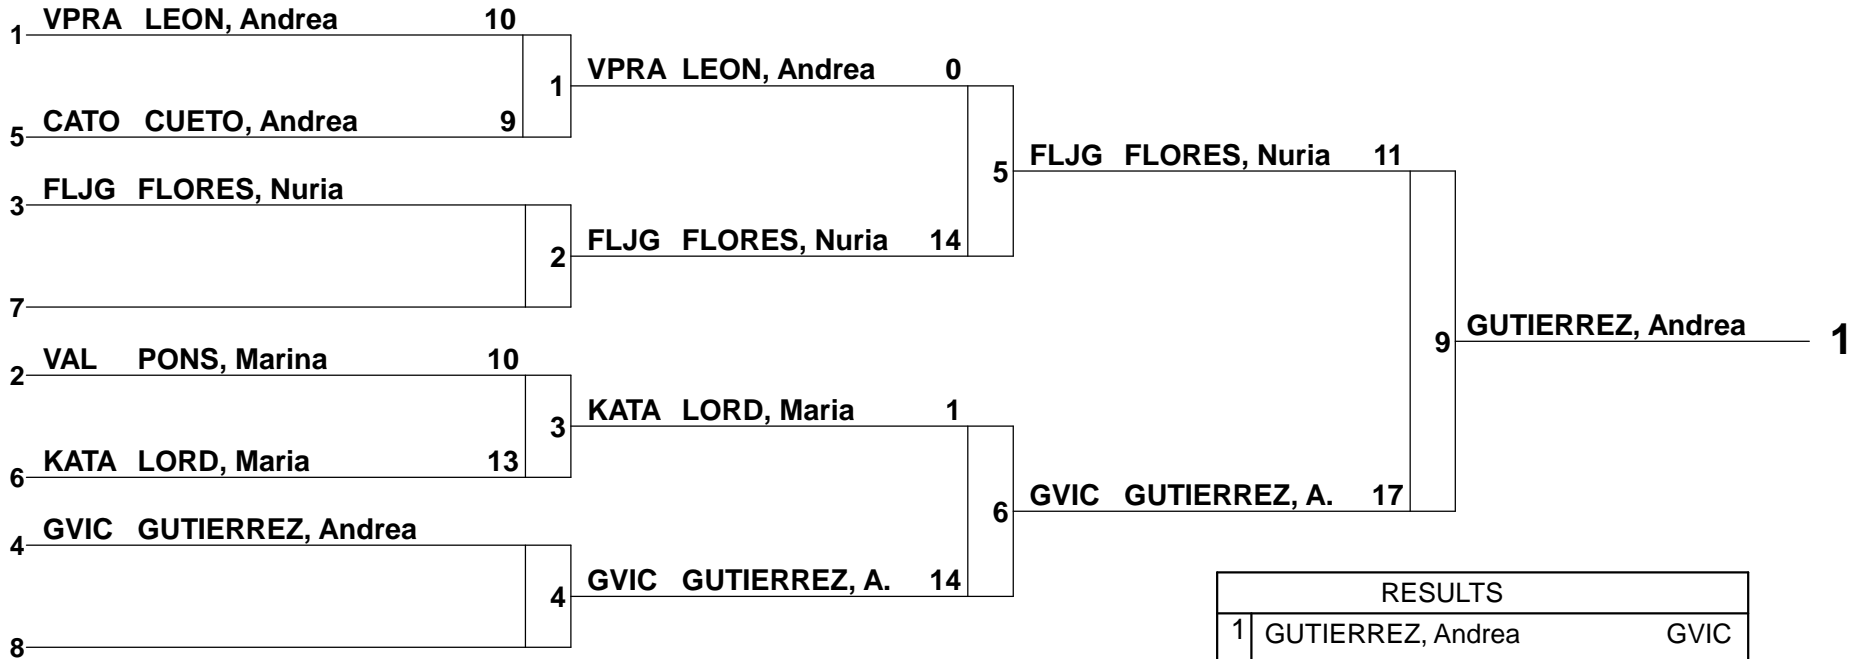 1 VPRA LEON, Andrea 10
1 VPRA LEON, Andrea 0
5 CATO CUETO, Andrea 9
5 FLJG FLORES, Nuria 11
3 FLJG FLORES, Nuria
2 FLJG FLORES, Nuria 14
7
9 GUTIERREZ, Andrea 1
2 VAL PONS, Marina 10
3 KATA LORD, Maria 1
6 KATA LORD, Maria 13
6 GVIC GUTIERREZ, A. 17
4 GVIC GUTIERREZ, Andrea
4 GVIC GUTIERREZ, A. 14
8
RESULTS
1 GUTIERREZ, Andrea GVIC